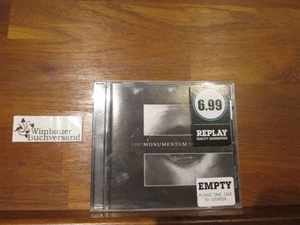 6.99
REPLAY
QUALITY GUARANTEED
Wimbauer
Buchversand
MONUMENTUM
EMPTY
PLEASE TAKE CASE
TO COUNTER